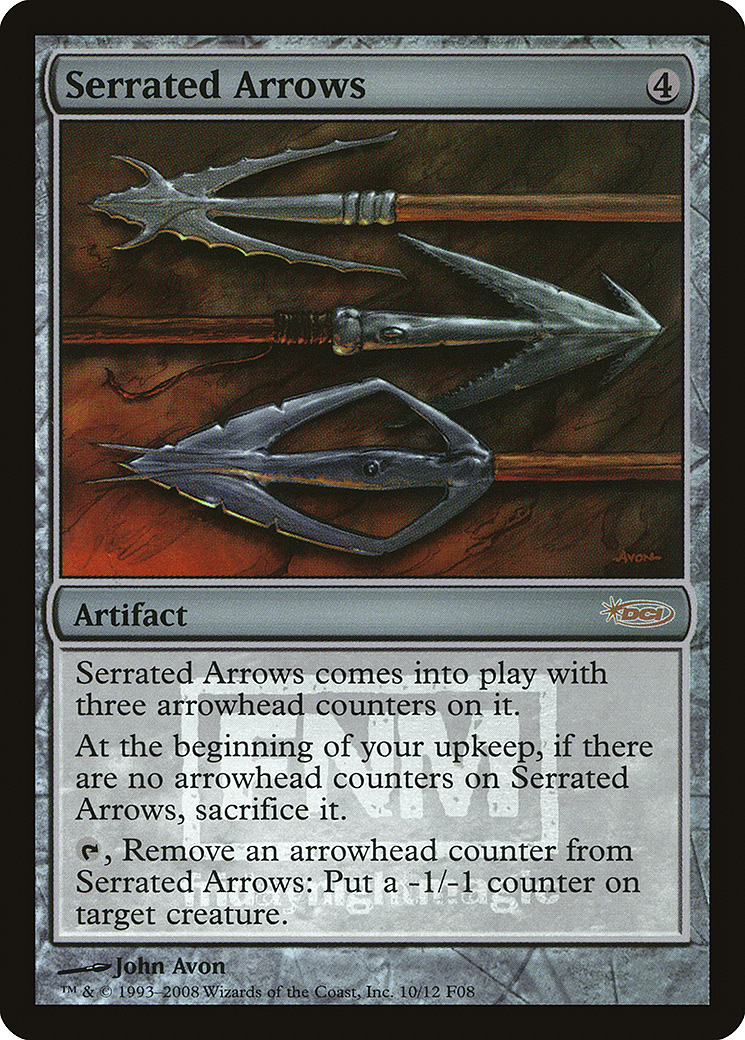 Serrated Arrows 4
AVON
Artifact
DCI
Serrated Arrows comes into play with
three arrowhead counters on it.
At the beginning of your upkeep, if there
are no arrowhead counters on Serrated
Arrows, sacrifice it.
, Remove an arrowhead counter from
Serrated Arrows: Put a -1/-1 counter on
target creature.
FNM
fridaynightmagic
John Avon
™ & © 1993–2008 Wizards of the Coast, Inc. 10/12 F08